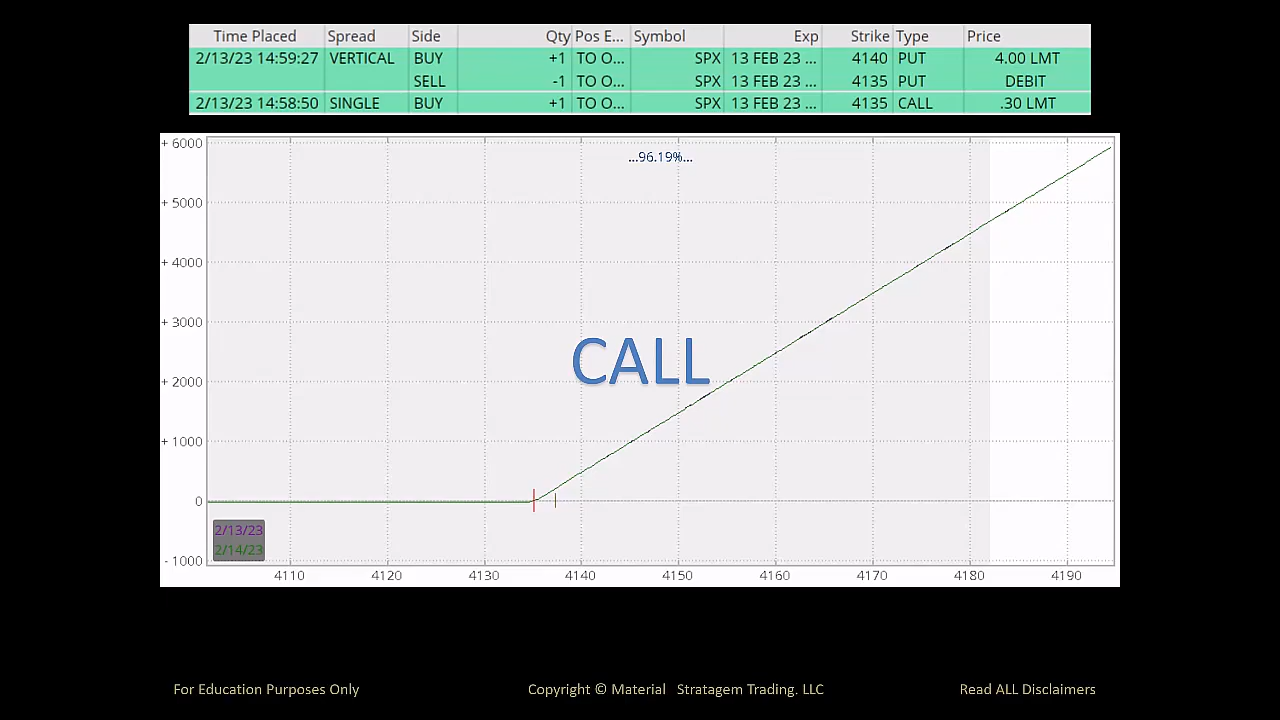 Time Placed Spread Side Qty Pos E... Symbol Exp Strike Type Price
2/13/23 14:59:27 VERTICAL BUY +1 TO O... SPX 13 FEB 23 ... 4140 PUT 4.00 LMT
SELL -1 TO O... SPX 13 FEB 23 ... 4135 PUT DEBIT
2/13/23 14:58:50 SINGLE BUY +1 TO O... SPX 13 FEB 23 ... 4135 CALL .30 LMT
+ 6000
...96.19%...
+ 5000
+ 4000
+ 3000
CALL
+ 2000
+ 1000
0
2/13/23
2/14/23
- 1000
4110 4120 4130 4140 4150 4160 4170 4180 4190
For Education Purposes Only Copyright © Material Stratagem Trading. LLC Read ALL Disclaimers